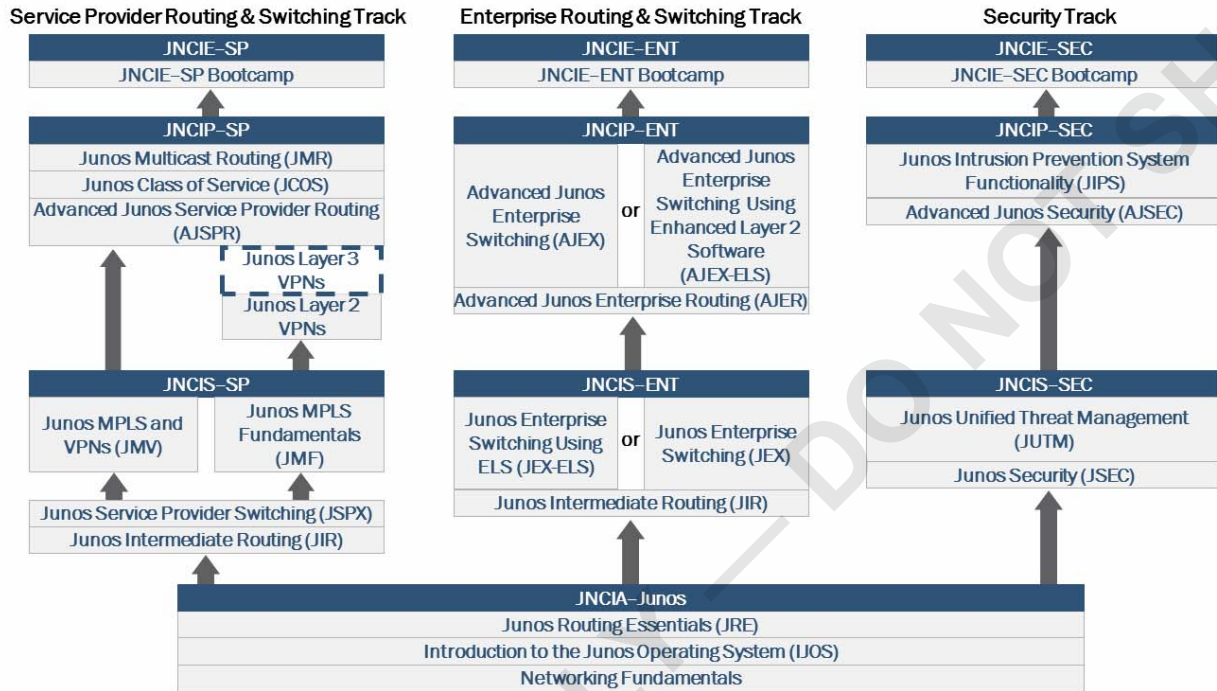 Service Provider Routing & Switching Track
JNCIE–SP
JNCIE–SP Bootcamp
JNCIP–SP
Junos Multicast Routing (JMR)
Junos Class of Service (JCOS)
Advanced Junos Service Provider Routing
(AJSPR)
Junos Layer 3
VPNs
Junos Layer 2
VPNs
JNCIS–SP
Junos MPLS and
VPNs (JMV)
Junos MPLS
Fundamentals
(JMF)
Junos Service Provider Switching (JSPX)
Junos Intermediate Routing (JIR)
Enterprise Routing & Switching Track
JNCIE–ENT
JNCIE–ENT Bootcamp
JNCIP–ENT
Advanced Junos
Enterprise
Switching (AJEX)
or
Advanced Junos
Enterprise
Switching Using
Enhanced Layer 2
Software
(AJEX-ELS)
Advanced Junos Enterprise Routing (AJER)
JNCIS–ENT
Junos Enterprise
Switching Using
ELS (JEX-ELS)
or
Junos Enterprise
Switching (JEX)
Junos Intermediate Routing (JIR)
Security Track
JNCIE–SEC
JNCIE–SEC Bootcamp
JNCIP–SEC
Junos Intrusion Prevention System
Functionality (JIPS)
Advanced Junos Security (AJSEC)
JNCIS–SEC
Junos Unified Threat Management
(JUTM)
Junos Security (JSEC)
JNCIA–Junos
Junos Routing Essentials (JRE)
Introduction to the Junos Operating System (IJOS)
Networking Fundamentals
— DO NOT